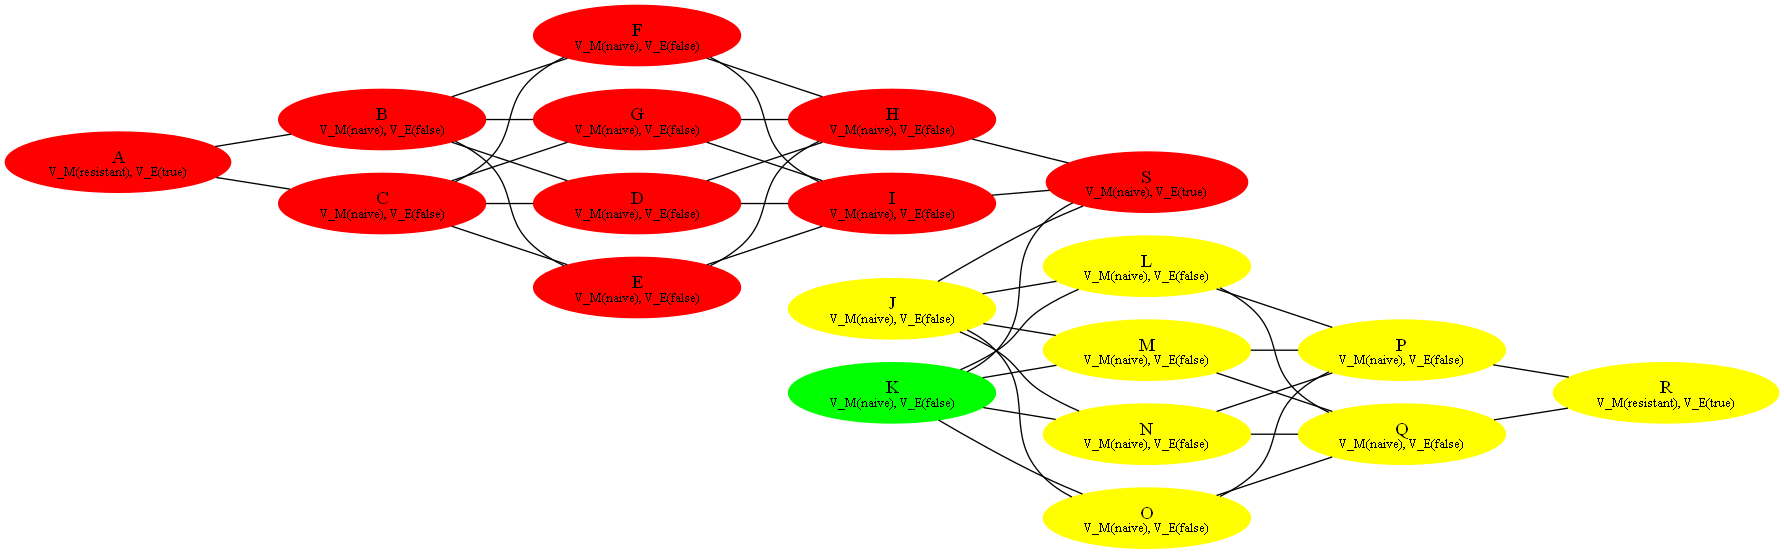 A
V_M(resistant), V_E(true)
B
V_M(naive), V_E(false)
C
V_M(naive), V_E(false)
F
V_M(naive), V_E(false)
G
V_M(naive), V_E(false)
D
V_M(naive), V_E(false)
E
V_M(naive), V_E(false)
H
V_M(naive), V_E(false)
I
V_M(naive), V_E(false)
J
V_M(naive), V_E(false)
K
V_M(naive), V_E(false)
S
V_M(naive), V_E(true)
L
V_M(naive), V_E(false)
M
V_M(naive), V_E(false)
N
V_M(naive), V_E(false)
O
V_M(naive), V_E(false)
P
V_M(naive), V_E(false)
Q
V_M(naive), V_E(false)
R
V_M(resistant), V_E(true)